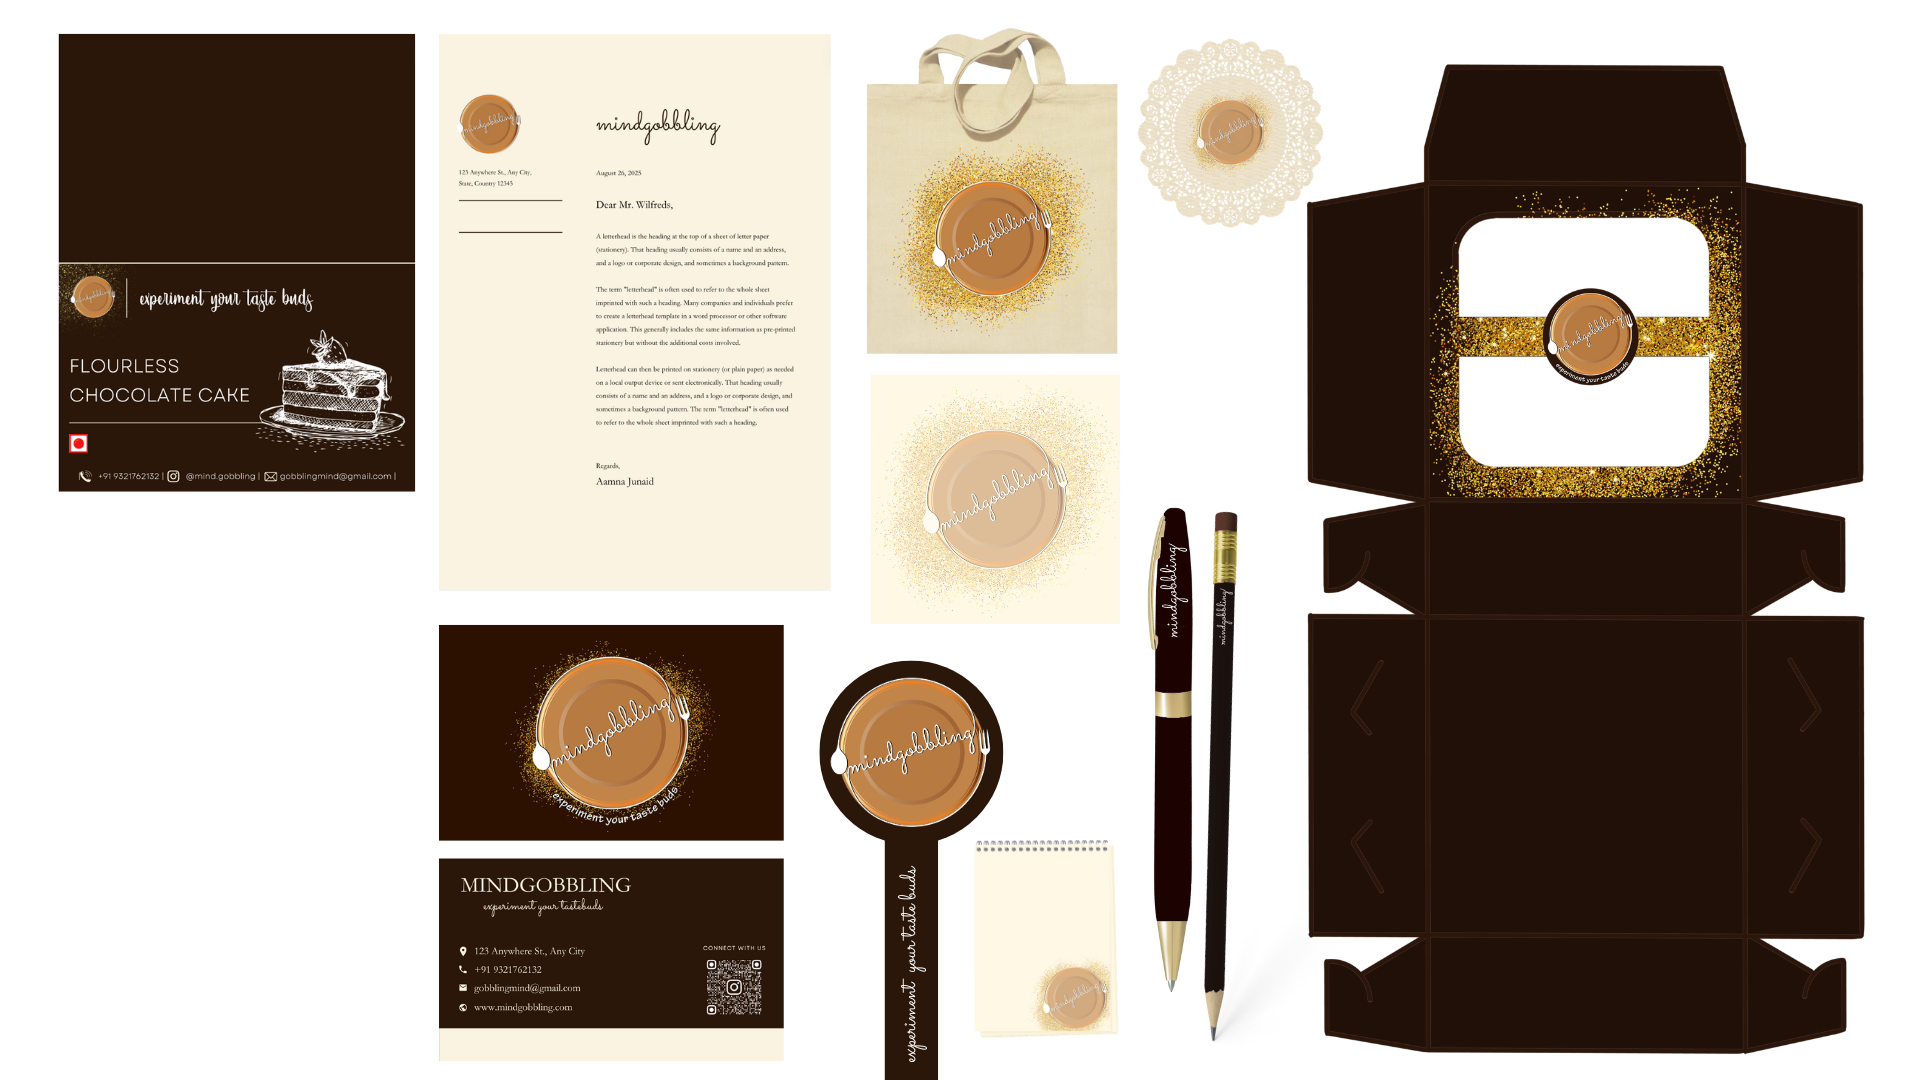 mindgobbling
experiment your taste buds
FLOURLESS
CHOCOLATE CAKE
+91 9321762132 | @mind.gobbling | gobblingmind@gmail.com |
mindgobbling
mindgobbling
123 Anywhere St., Any City,
State, Country 12345
August 26, 2025
Dear Mr. Wilfreds,
A letterhead is the heading at the top of a sheet of letter paper
(stationery). That heading usually consists of a name and an address,
and a logo or corporate design, and sometimes a background pattern.
The term "letterhead" is often used to refer to the whole sheet
imprinted with such a heading. Many companies and individuals prefer
to create a letterhead template in a word processor or other software
application. This generally includes the same information as pre-printed
stationery but without the additional costs involved.
Letterhead can then be printed on stationery (or plain paper) as needed
on a local output device or sent electronically. That heading usually
consists of a name and an address, and a logo or corporate design, and
sometimes a background pattern. The term "letterhead" is often used
to refer to the whole sheet imprinted with such a heading.
Regards,
Aamna Junaid
mindgobbling
experiment your taste buds
MINDGOBBLING
experiment your tastebuds
123 Anywhere St., Any City
+91 9321762132
gobblingmind@gmail.com
www.mindgobbling.com
CONNECT WITH US
mindgobbling
mindgobbling
mindgobbling
mindgobbling
experiment your taste buds
mindgobbling
mindgobbling
mindgobbling
mindgobbling
experiment your taste buds